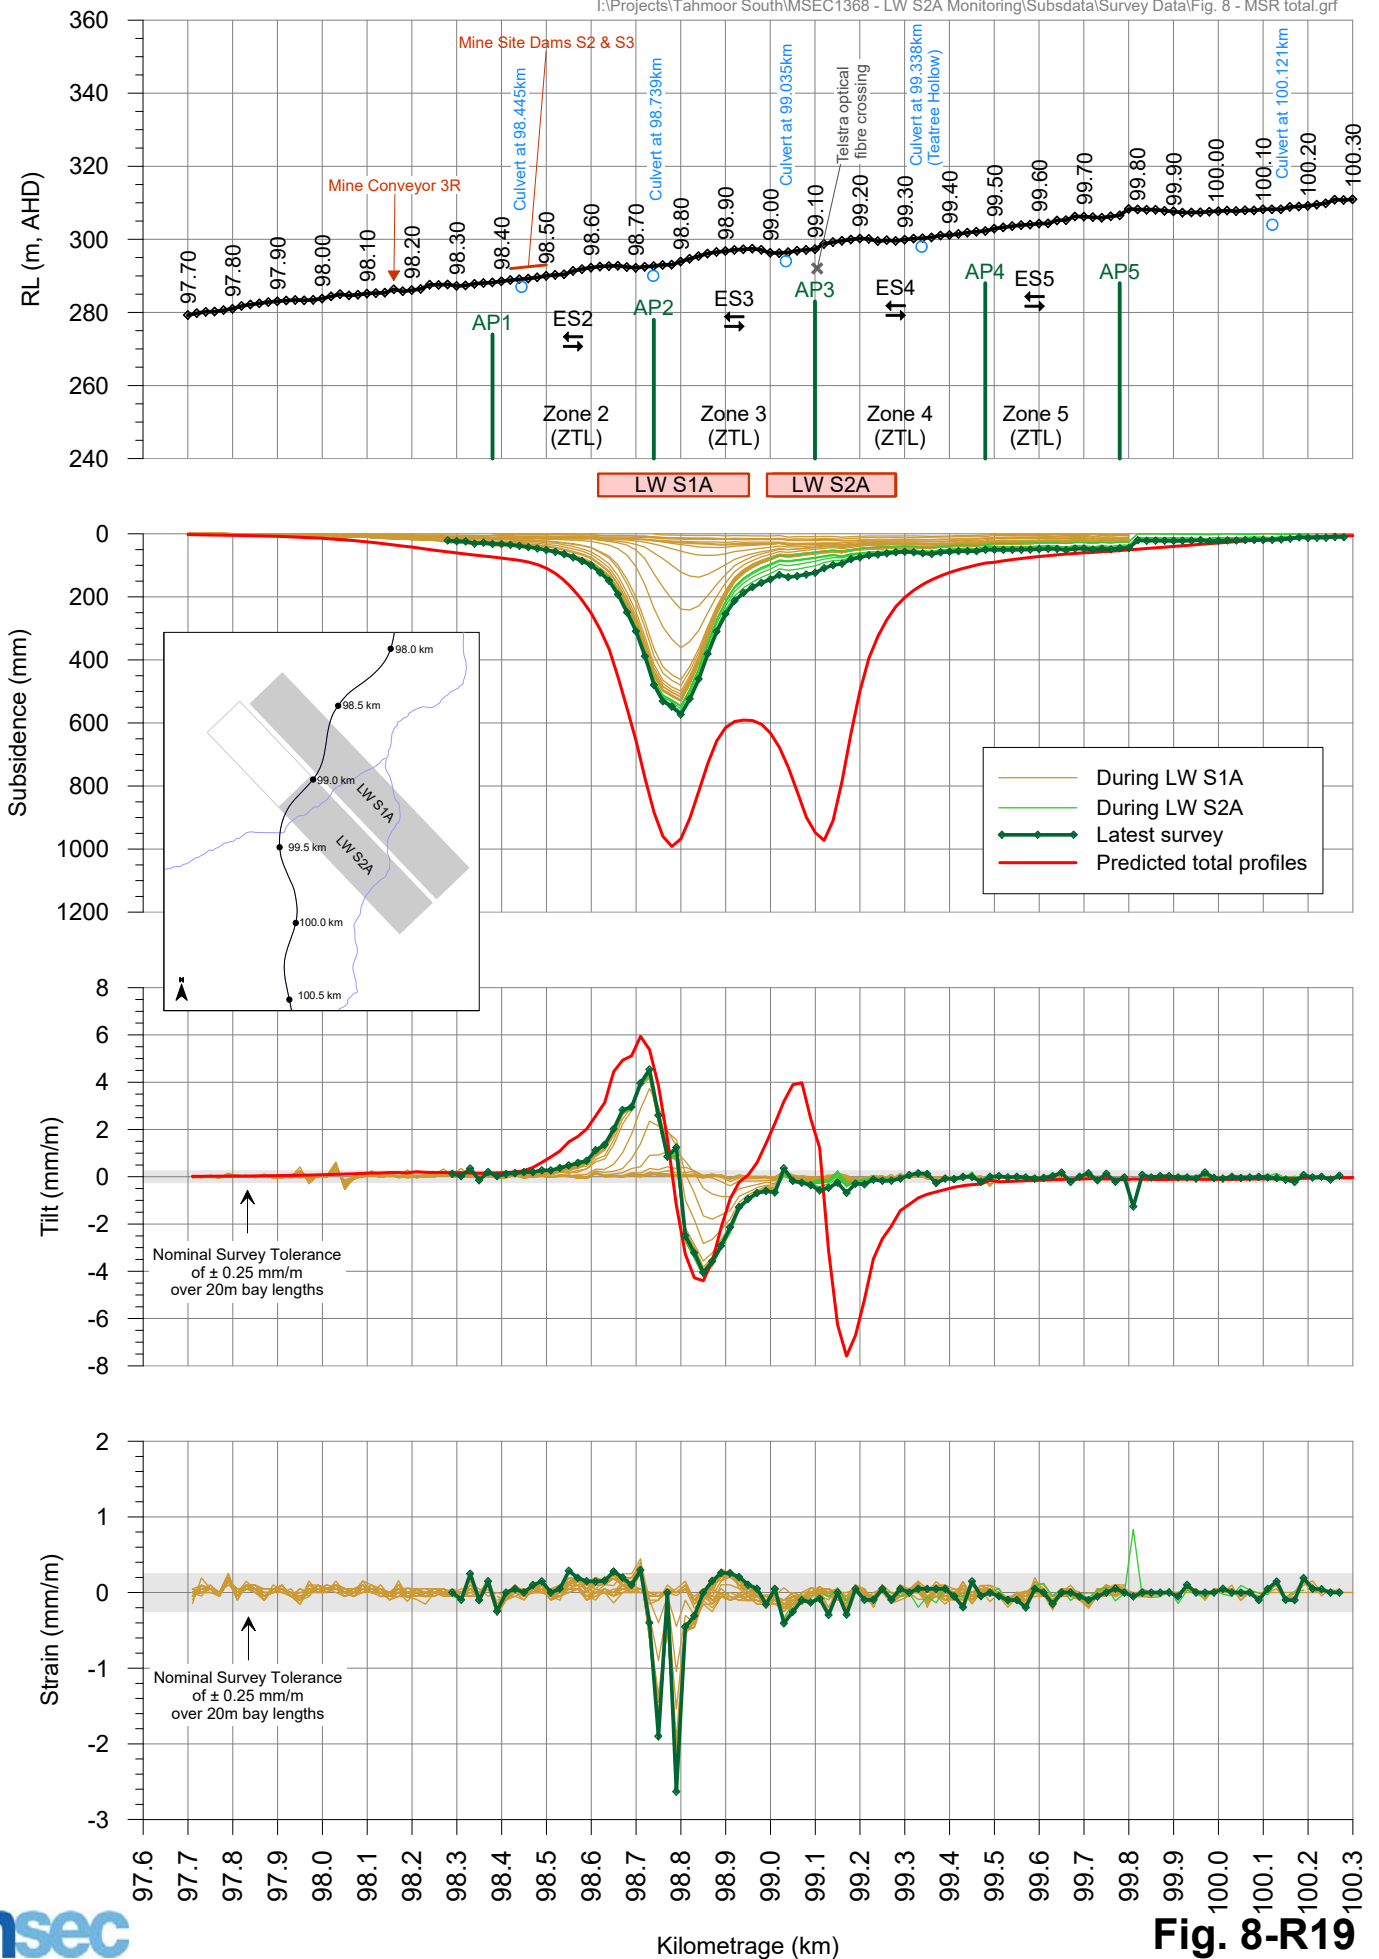 I:\Projects\Tahmoor South\MSEC1368 - LW S2A Monitoring\Subsdata\Survey Data\Fig. 8 - MSR total.grf
360
340
320
300
280
260
240
RL (m, AHD)
Mine Site Dams S2 & S3
Mine Conveyor 3R
Culvert at 98.445km
Culvert at 98.739km
Culvert at 99.035km
Telstra optical
fibre crossing
Culvert at 99.338km
(Teatree Hollow)
Culvert at 100.121km
97.70
97.80
97.90
98.00
98.10
98.20
98.30
98.40
98.50
98.60
98.70
98.80
98.90
99.00
99.10
99.20
99.30
99.40
99.50
99.60
99.70
99.80
99.90
100.00
100.10
100.20
100.30
AP1
AP2
AP3
AP4
AP5
ES2
ES3
ES4
ES5
Zone 2
(ZTL)
Zone 3
(ZTL)
Zone 4
(ZTL)
Zone 5
(ZTL)
LW S1A
LW S2A
0
200
400
600
800
1000
1200
Subsidence (mm)
98.0 km
98.5 km
99.0 km
99.5 km
100.0 km
100.5 km
LW S1A
LW S2A
N
During LW S1A
During LW S2A
Latest survey
Predicted total profiles
8
6
4
2
0
-2
-4
-6
-8
Tilt (mm/m)
Nominal Survey Tolerance
of ± 0.25 mm/m
over 20m bay lengths
2
1
0
-1
-2
-3
Strain (mm/m)
Nominal Survey Tolerance
of ± 0.25 mm/m
over 20m bay lengths
97.6
97.7
97.8
97.9
98.0
98.1
98.2
98.3
98.4
98.5
98.6
98.7
98.8
98.9
99.0
99.1
99.2
99.3
99.4
99.5
99.6
99.7
99.8
99.9
100.0
100.1
100.2
100.3
Kilometrage (km)
msec
Fig. 8-R19